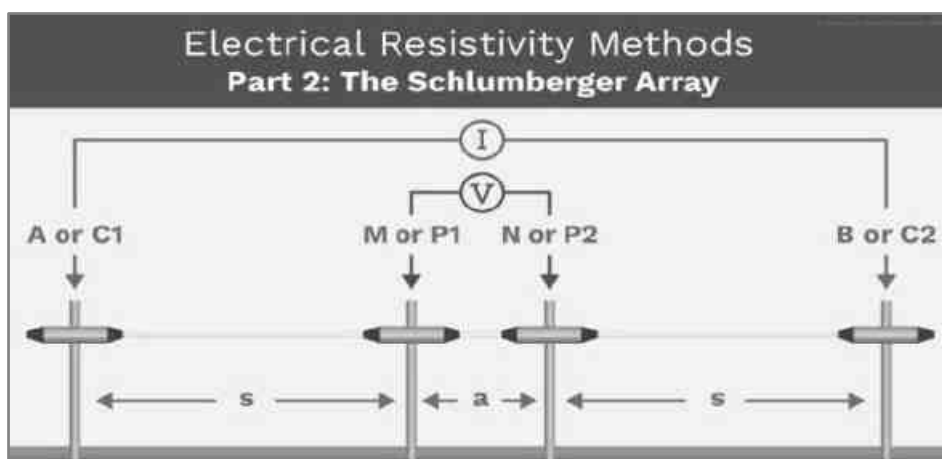 Electrical Resistivity Methods
Part 2: The Schlumberger Array
I
V
A or C1 M or P1 N or P2 B or C2
s a s